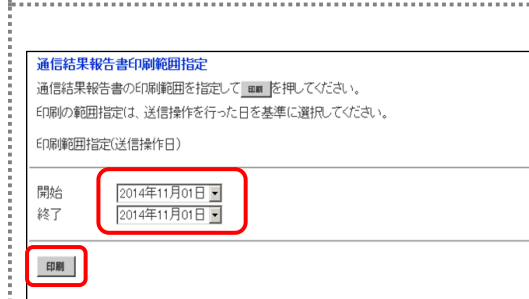 通信結果報告書印刷範囲指定
通信結果報告書の印刷範囲を指定して 印刷 を押してください。
印刷の範囲指定は、送信操作を行った日を基準に選択してください。
印刷範囲指定(送信操作日)
開始 2014年11月01日
終了 2014年11月01日
印刷